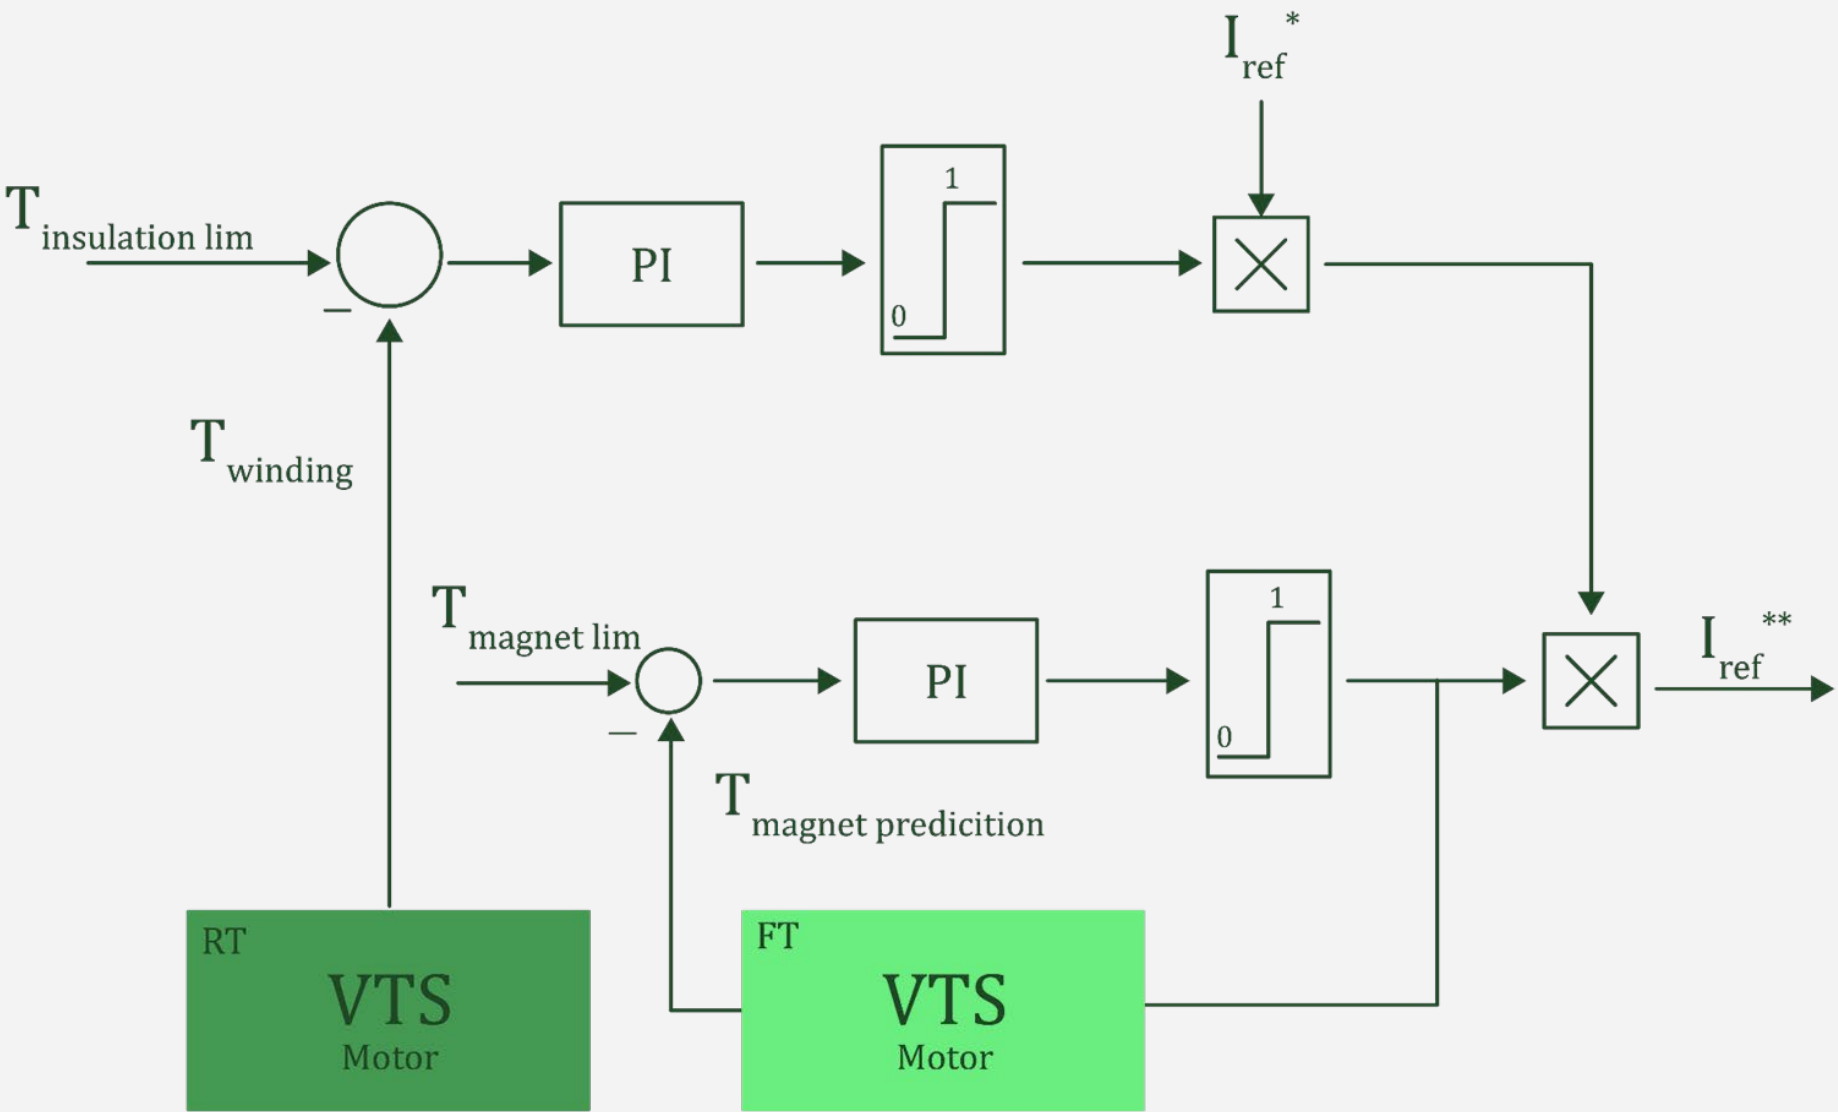 I ref *
T insulation lim
1
PI
0
T winding
T magnet lim
1
I ref **
PI
0
T magnet predicition
RT
VTS
Motor
FT
VTS
Motor